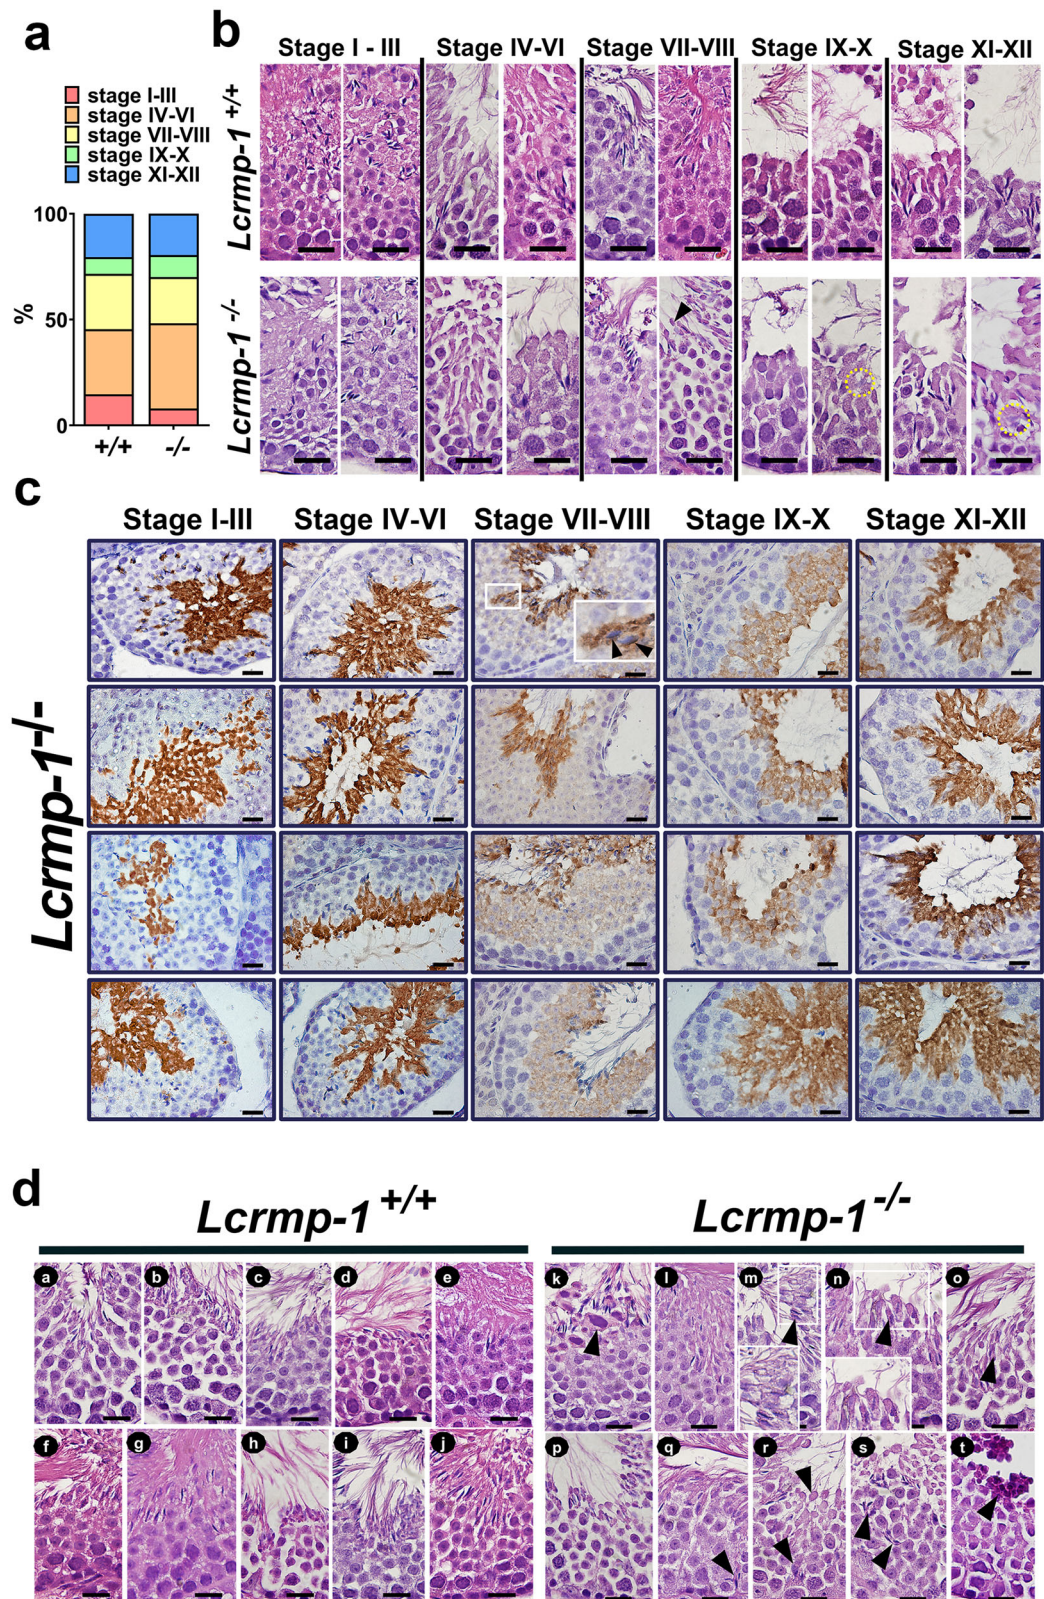 a
stage I-III
stage IV-VI
stage VII-VIII
stage IX-X
stage XI-XII
100
50
0
%
+/+
-/-
b
Stage I - III
Stage IV-VI
Stage VII-VIII
Stage IX-X
Stage XI-XII
Lcrmp-1 +/+
Lcrmp-1 -/-
c
Stage I-III
Stage IV-VI
Stage VII-VIII
Stage IX-X
Stage XI-XII
Lcrmp-1-/-
d
Lcrmp-1 +/+
Lcrmp-1 -/-
a
b
c
d
e
k
l
m
n
o
f
g
h
i
j
p
q
r
s
t